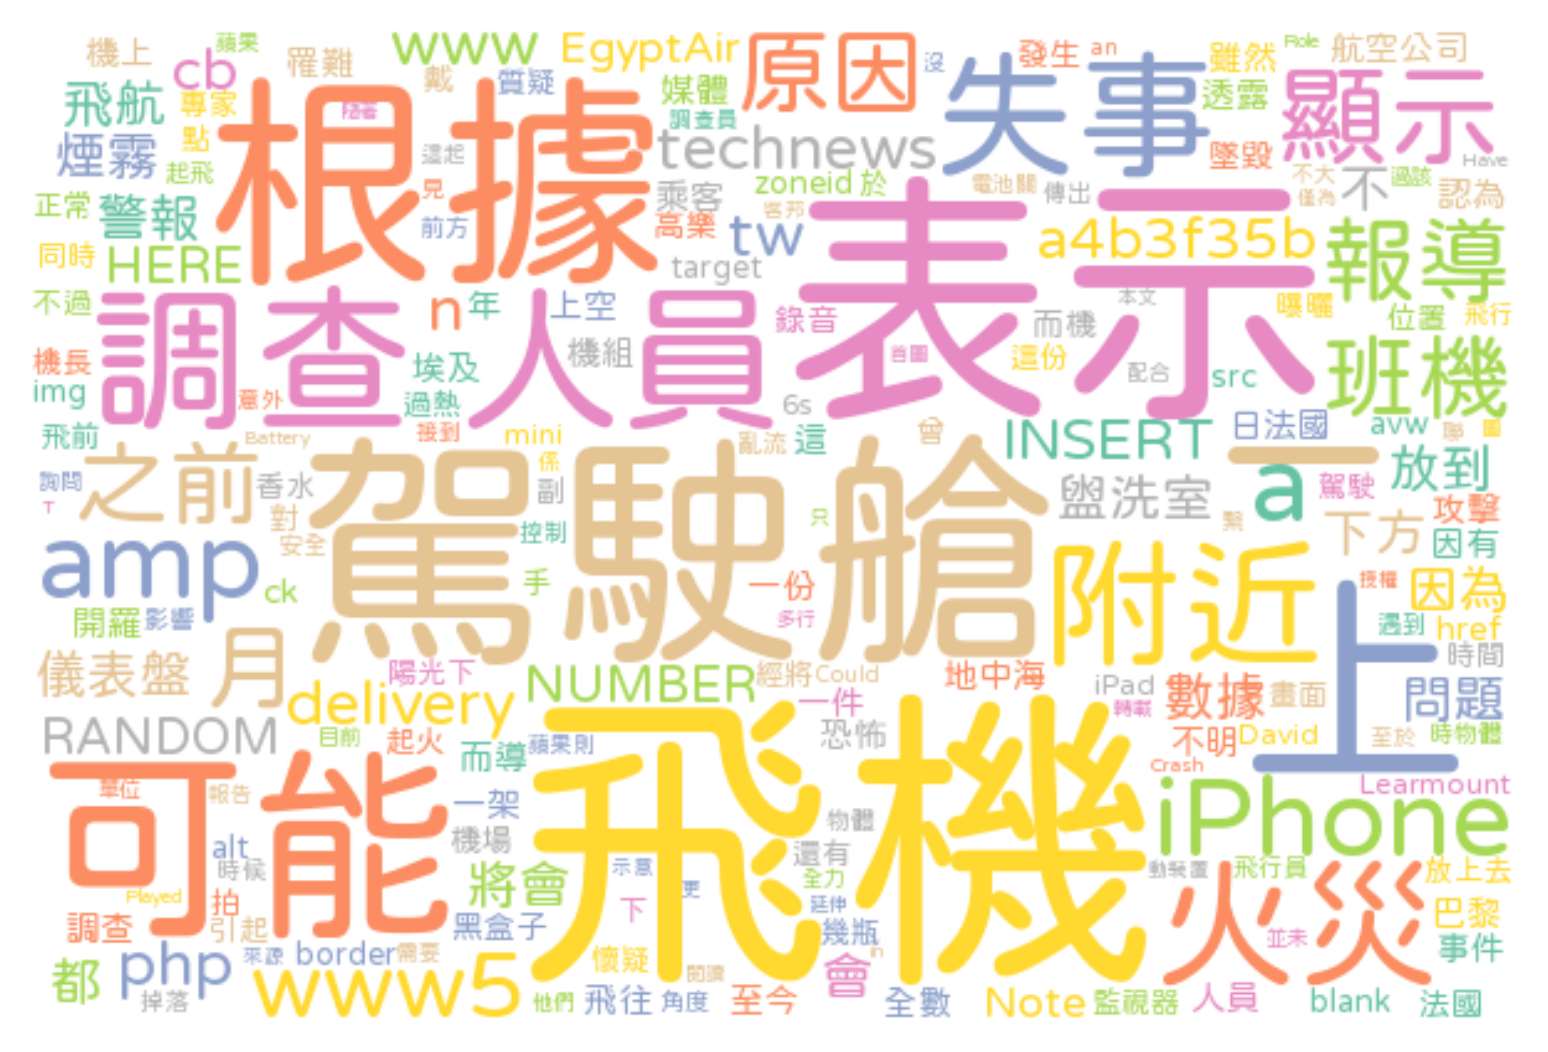 機上
蘋果
cb
罹難
戴
www
質疑
EgyptAir
媒體
原因
沒
失事
發生
an
雖然
透露
Role
航空公司
顯示
飛航
專家
點
煙霧
起飛
根據
隨著
這起
見
前方
調查員
technews
乘客
zoneid
於
高樂
客邦
tw
target
電池關
傳出
墜毀
不
不大
僅為
過該
Have
認為
正常
警報
同時
HERE
不過
表示
a4b3f35b
報導
調查
人員
n
年
上空
機組
錄音
首圖
而機
本文
這份
配合
曝曬
位置
飛行
機長
img
意外
埃及
過熱
接到
6s
src
班機
飛前
Battery
mini
係
亂流
這
曾
INSERT
日法國
avw
聯
圖
詢問
T
之前
香水
對
安全
駕駛艙
副
控制
只
盥洗室
緊
一
a
駕駛
放到
攻擊
下方
因有
amp
ck
手
一份
多行
附近
上
授權
因為
遇到
href
開羅
影響
儀表盤
月
陽光下
delivery
NUMBER
經將
Could
一件
地中海
iPad
轉載
數據
畫面
時間
問題
RANDOM
目前
起火
而導
蘋果則
恐怖
不明
David
Crash
至於
時物體
單位
報告
可能
一架
機場
飛機
物體
還有
iPhone
Learmount
alt
時候
Played
拍
調查
引起
將會
黑盒子
示意
更
下
全力
延伸
幾瓶
動裝置
飛行員
火災
放上去
巴黎
並未
事件
都
php
來源
border
需要
掉落
www5
懷疑
閱讀
他們
飛往
角度
至今
會
in
全數
Note
監視器
人員
blank
法國